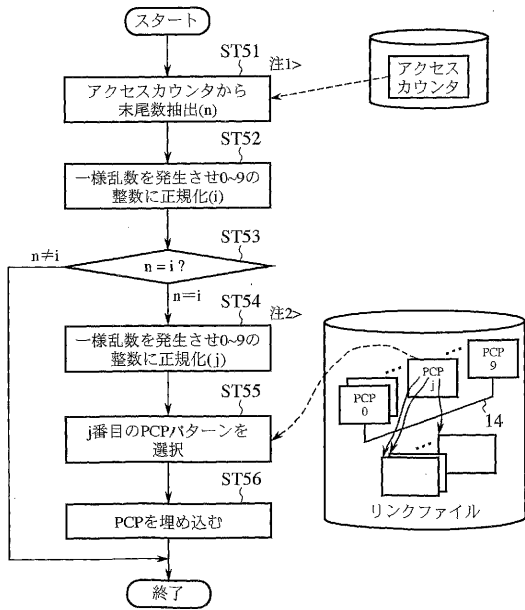 スタート
ST51
注1>
アクセスカウンタから
末尾数抽出(n)
アクセス
カウンタ
ST52
一様乱数を発生させ0~9の
整数に正規化(i)
ST53
n≠i
n = i ?
n=i
ST54
注2>
一様乱数を発生させ0~9の
整数に正規化(j)
ST55
j番目のPCPパターンを
選択
ST56
PCPを埋め込む
終了
PCP
0
PCP
j
PCP
9
14
リンクファイル